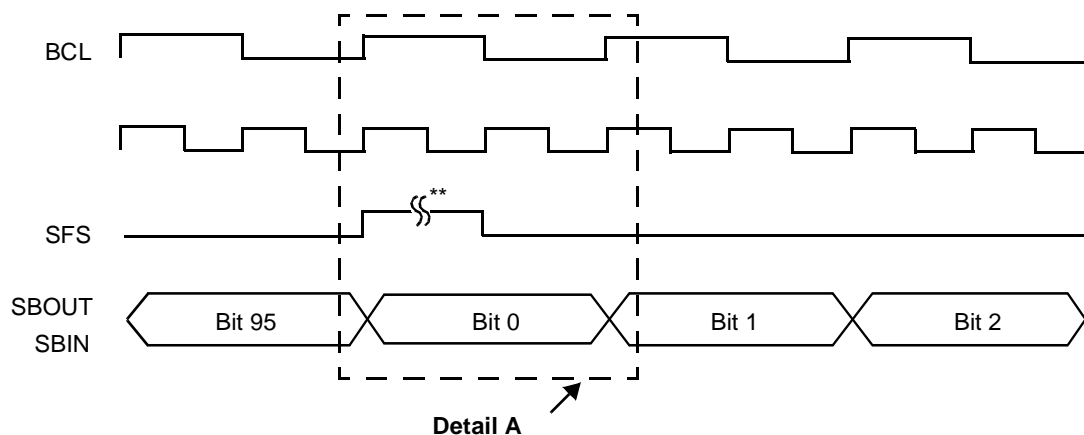 BCL
**
SFS
SBOUT
SBIN
Bit 95
Bit 0
Bit 1
Bit 2
Detail A